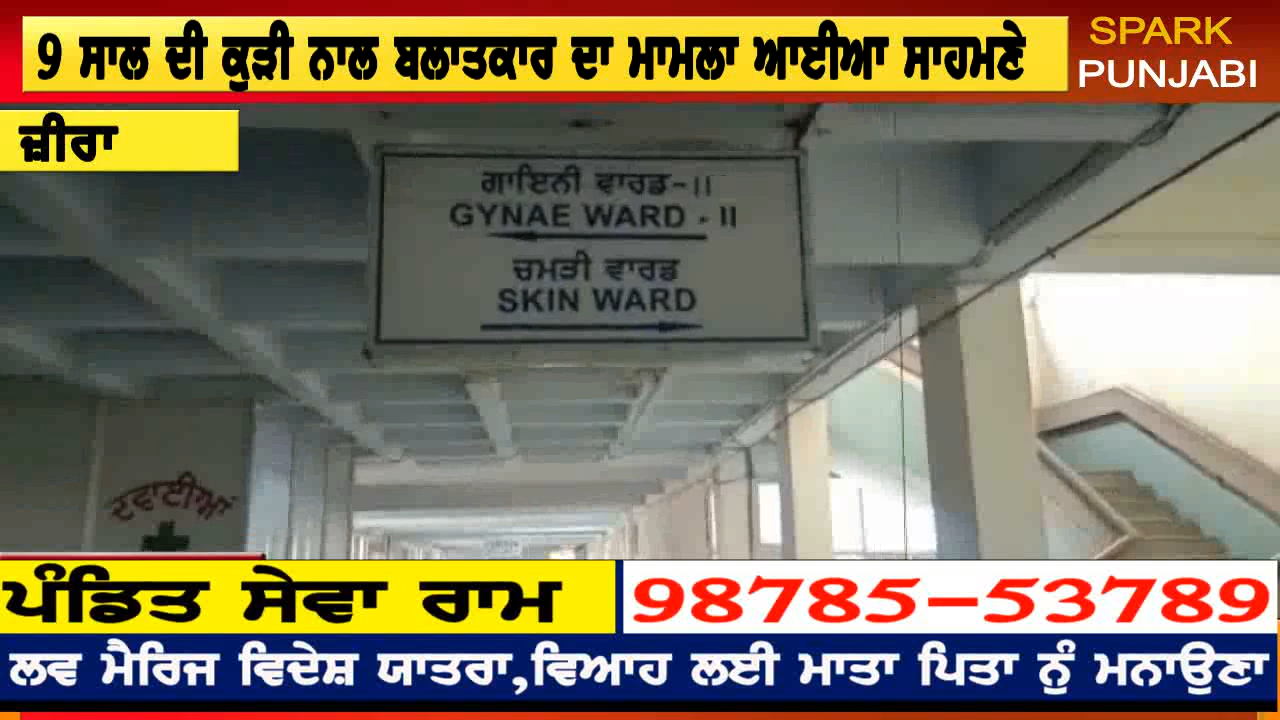 9 ਸਾਲ ਦੀ ਕੁੜੀ ਨਾਲ ਬਲਾਤਕਾਰ ਦਾ ਮਾਮਲਾ ਆਈਆ ਸਾਹਮਣੇ
SPARK
PUNJABI
ਜ਼ੀਰਾ
ਗਾਇਨੀ ਵਾਰਡ-II
GYNAE WARD - II
ਚਮੜੀ ਵਾਰਡ
SKIN WARD
ਦਵਾਈਆਂ
ਪੰਡਿਤ ਸੇਵਾ ਰਾਮ
98785-53789
ਲਵ ਮੈਰਿਜ ਵਿਦੇਸ਼ ਯਾਤਰਾ,ਵਿਆਹ ਲਈ ਮਾਤਾ ਪਿਤਾ ਨੂੰ ਮਨਾਉਣਾ